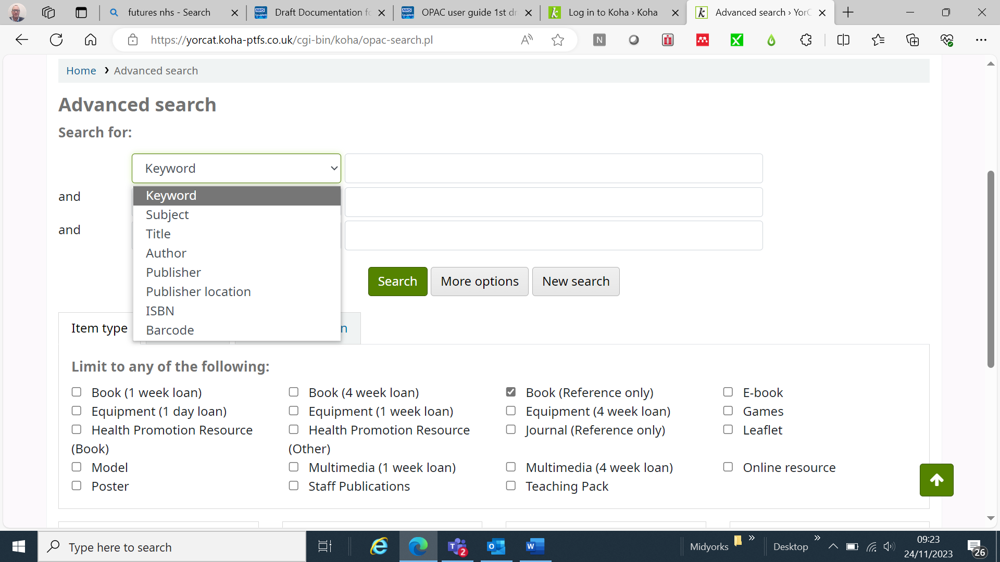 futures nhs - Search
Draft Documentation fo
OPAC user guide 1st dr
Log in to Koha › Koha
Advanced search › YorC
https://yorcat.koha-ptfs.co.uk/cgi-bin/koha/opac-search.pl
Home › Advanced search
Advanced search
Search for:
Keyword
and
and
Keyword
Subject
Title
Author
Publisher
Publisher location
ISBN
Barcode
Search More options New search
Item type n
Limit to any of the following:
Book (1 week loan) Book (4 week loan) Book (Reference only) E-book
Equipment (1 day loan) Equipment (1 week loan) Equipment (4 week loan) Games
Health Promotion Resource Health Promotion Resource Journal (Reference only) Leaflet
(Book) (Other)
Model Multimedia (1 week loan) Multimedia (4 week loan) Online resource
Poster Staff Publications Teaching Pack
Type here to search
Midyorks
Desktop
09:23
24/11/2023
26
2